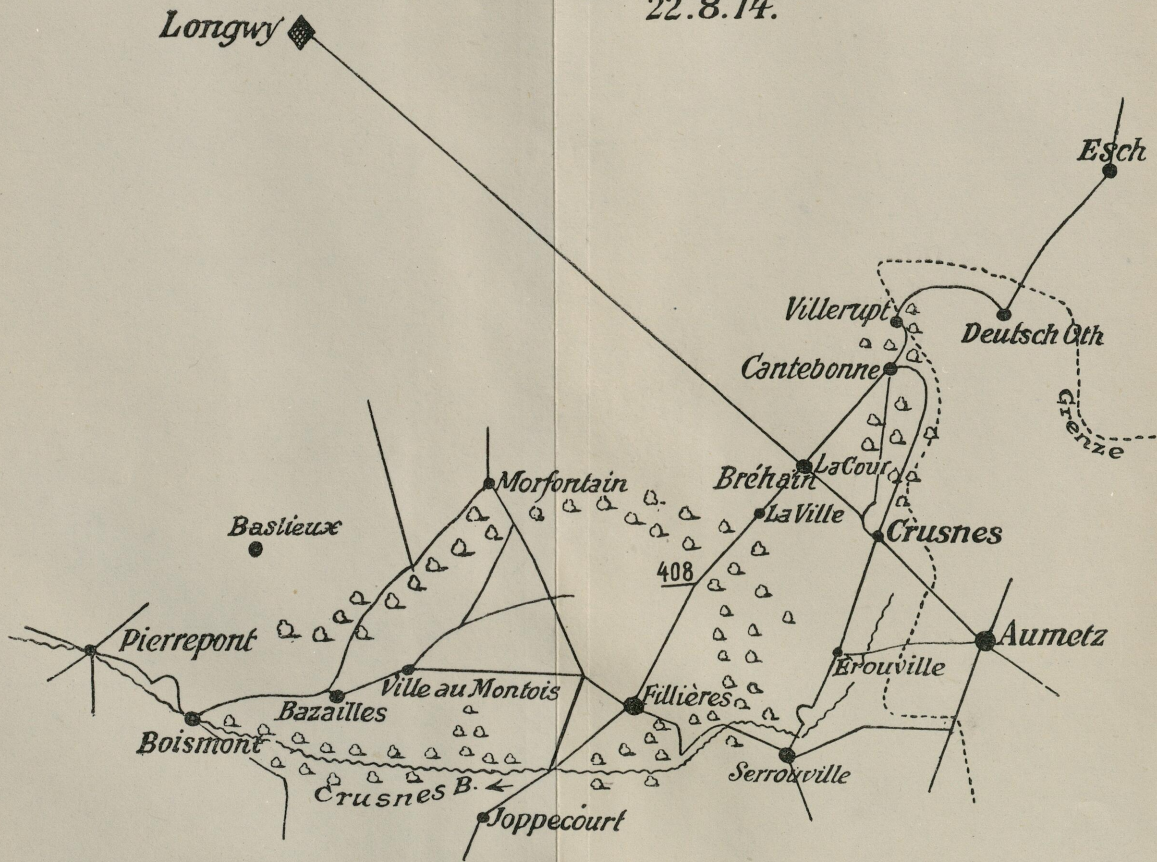 22.8.14.
Longwy
Esch
Villerupt
Deutsch Oth
Cantebonne
Grenze
Bréhain
La Cour
Morfontain
La Ville
Baslieux
Crusnes
408
Pierrepont
Aumetz
Erouville
Ville au Montois
Fillières
Bazailles
Boismont
Serrouville
Crusnes B.
Joppecourt